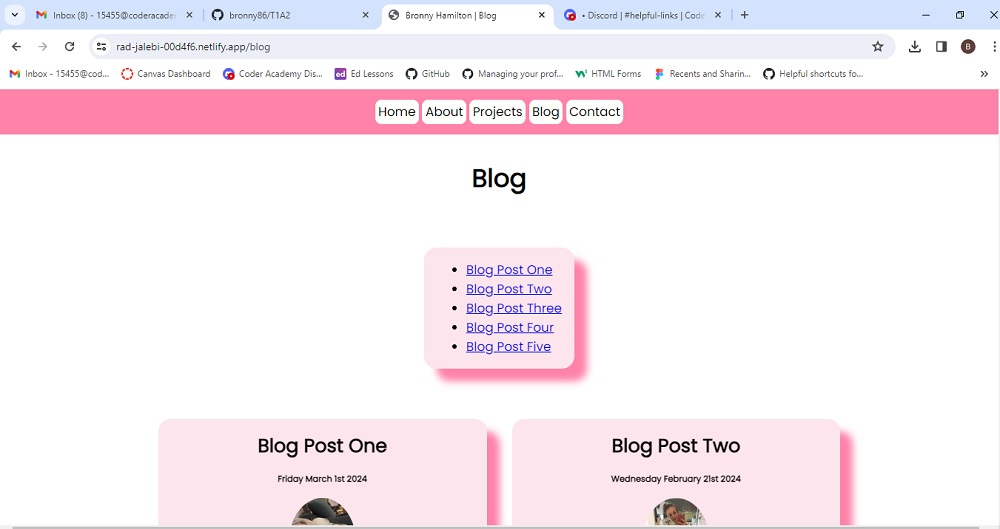 Inbox (8) - 15455@coderacade
bronny86/T1A2
Bronny Hamilton | Blog
• Discord | #helpful-links | Code
rad-jalebi-00d4f6.netlify.app/blog
B
Inbox - 15455@cod...
Canvas Dashboard
Coder Academy Dis...
ed Ed Lessons
GitHub
Managing your prof...
HTML Forms
Recents and Sharin...
Helpful shortcuts fo...
Home About Projects Blog Contact
Blog
• Blog Post One
• Blog Post Two
• Blog Post Three
• Blog Post Four
• Blog Post Five
Blog Post One
Friday March 1st 2024
Blog Post Two
Wednesday February 21st 2024